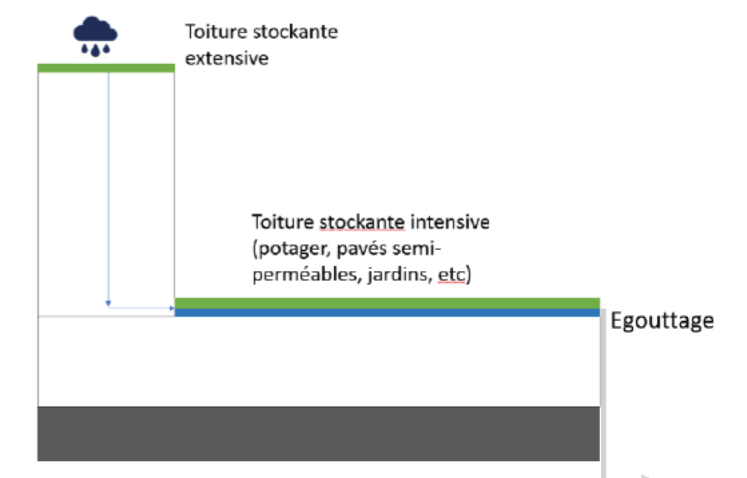 Toiture stockante
extensive
Toiture stockante intensive
(potager, pavés semi-
perméables, jardins, etc)
Egouttage